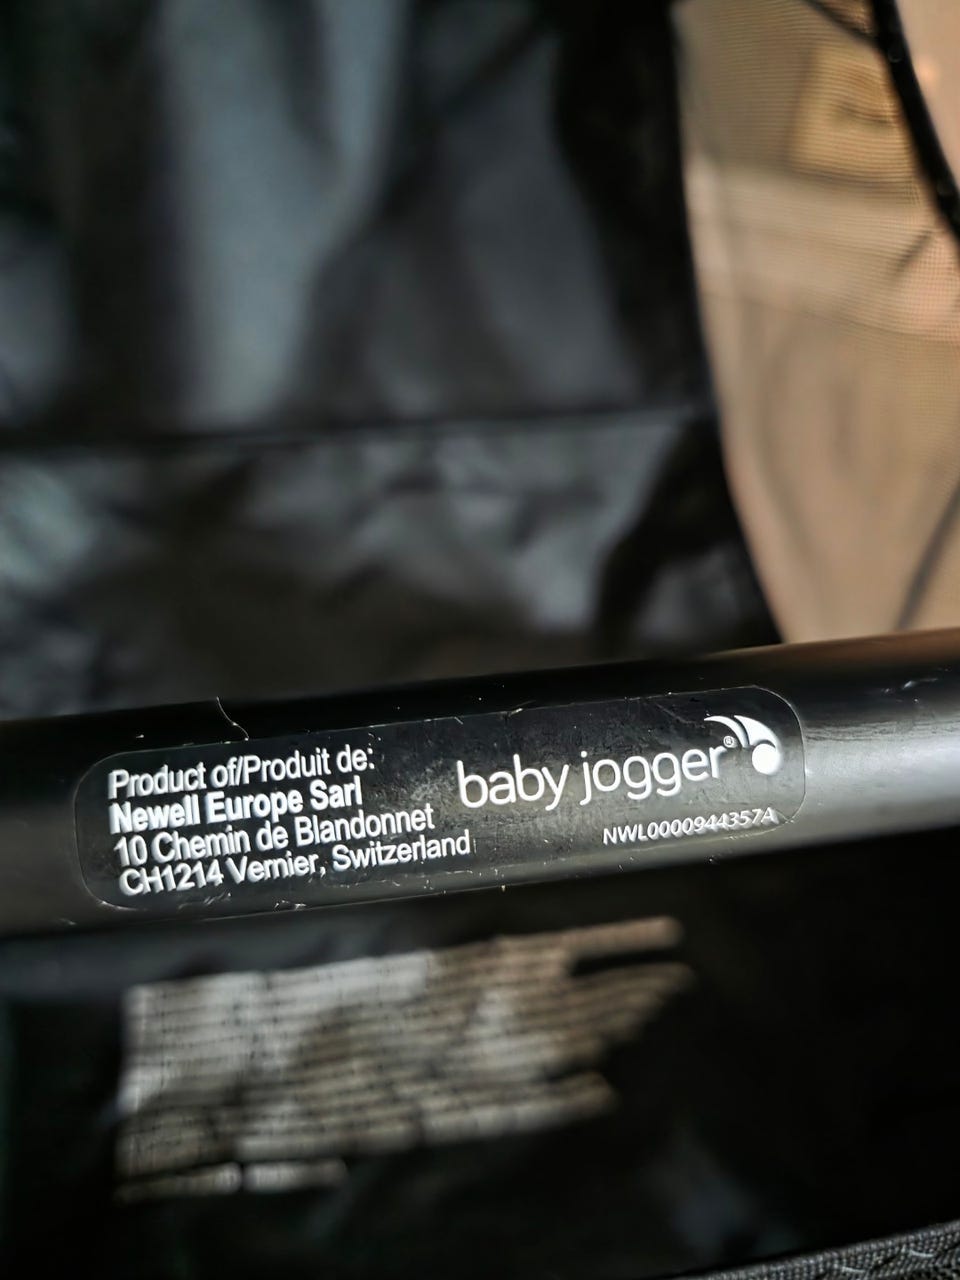 Product of/Produit de:
Newell Europe Sarl
10 Chemin de Blandonnet
CH1214 Vernier, Switzerland
baby jogger®
NWL0000944357A